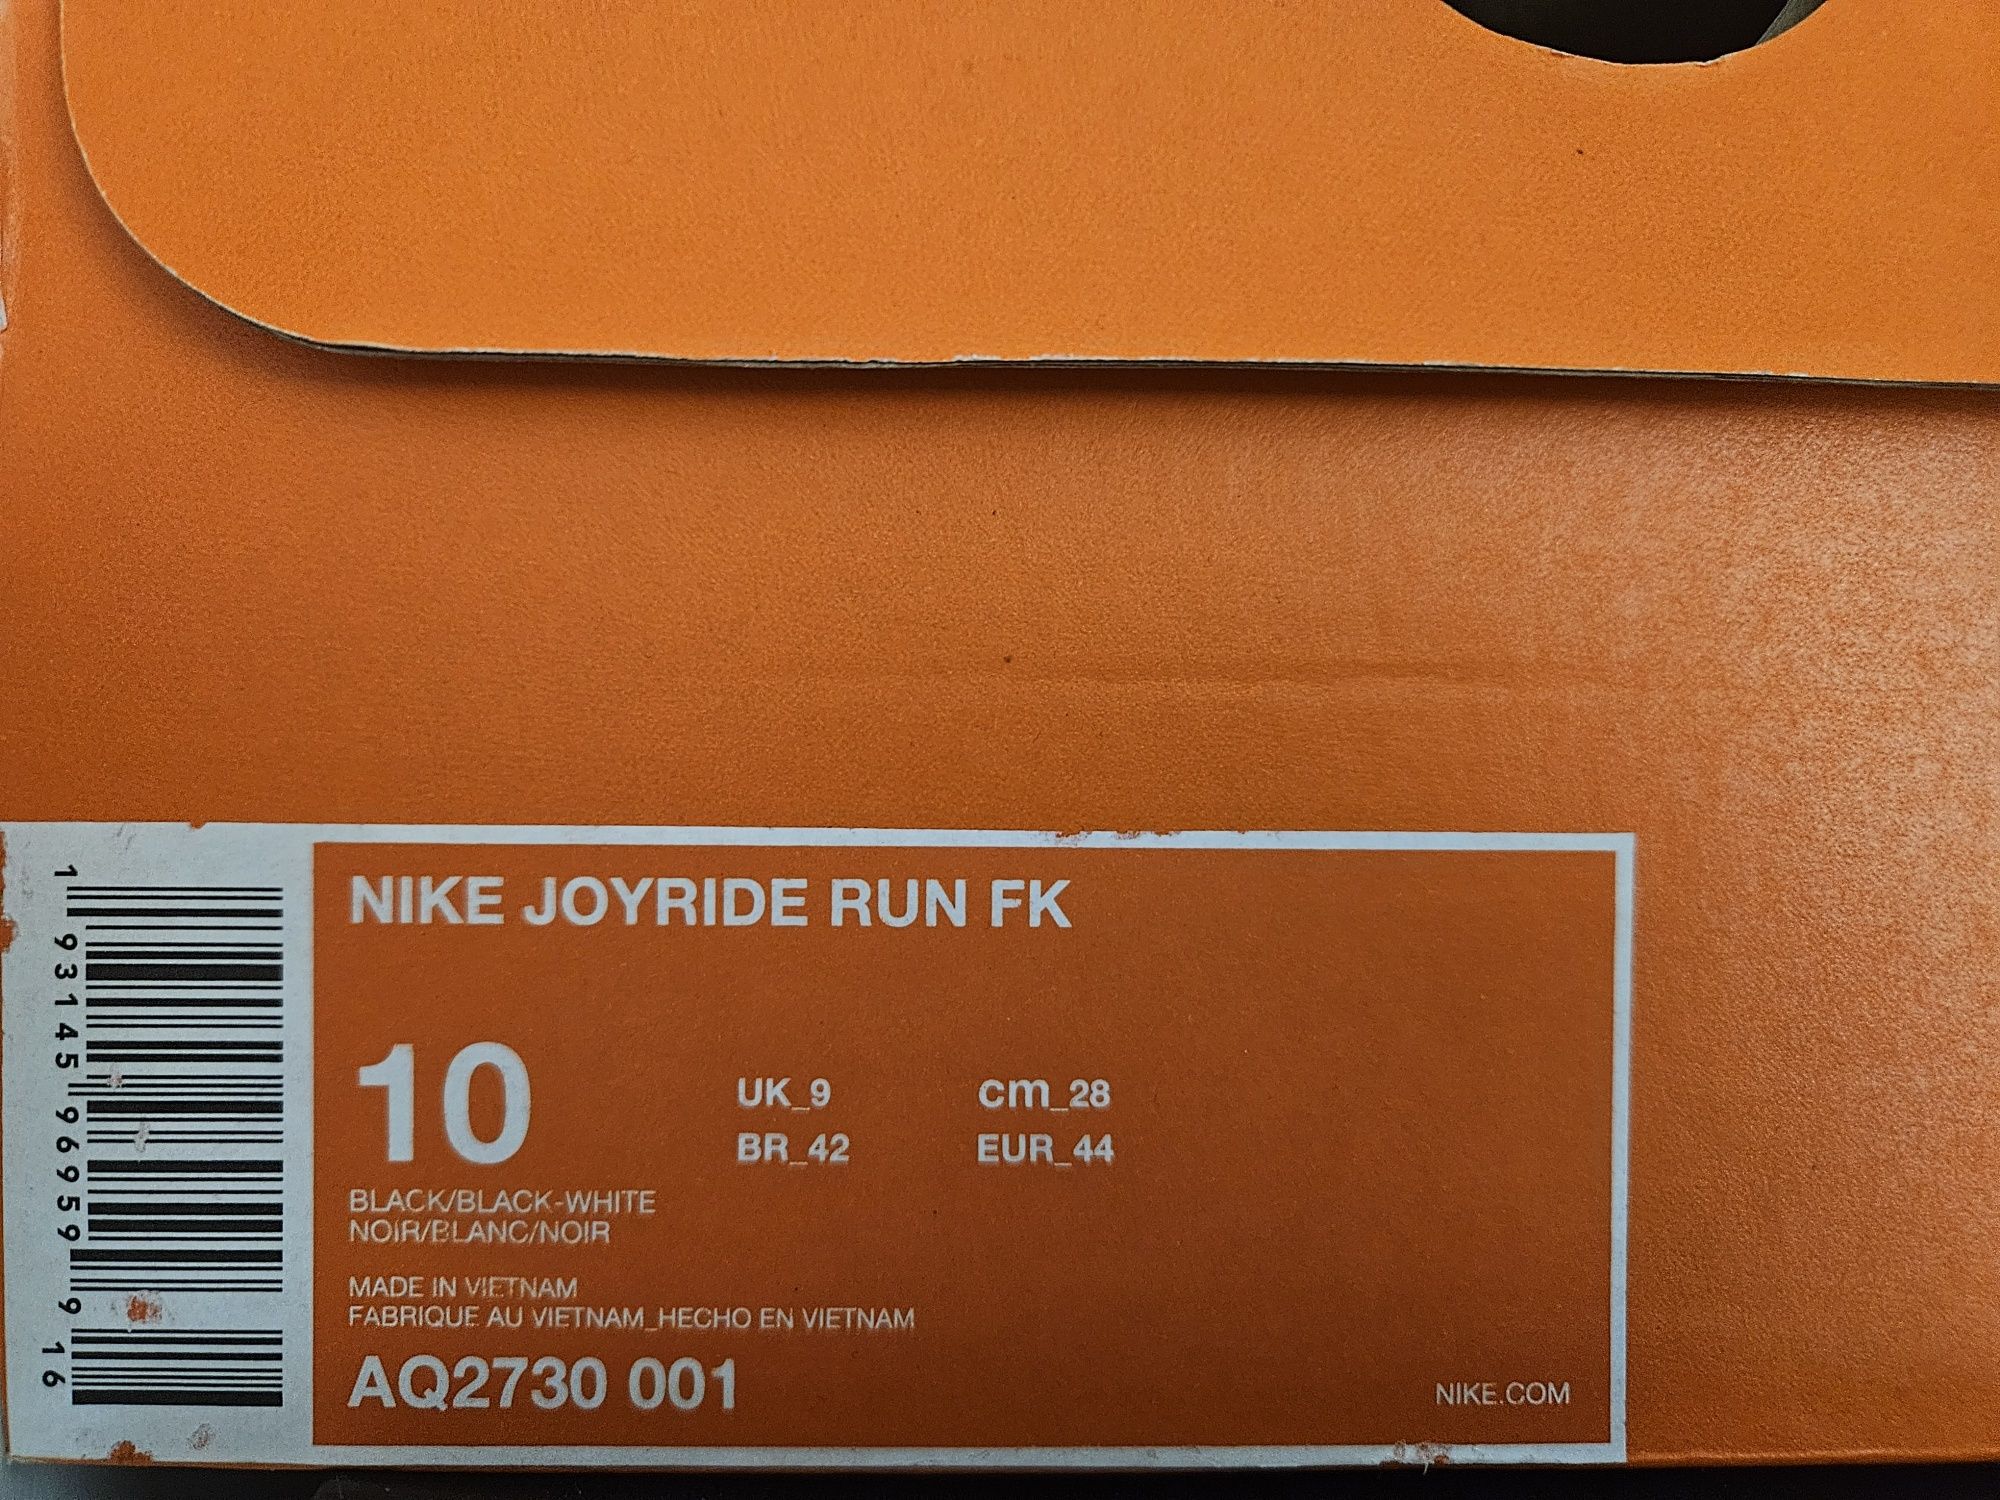 1 93145 96959 9 16
NIKE JOYRIDE RUN FK
10
UK_9 cm_28
BR_42 EUR_44
BLACK/BLACK-WHITE
NOIR/BLANC/NOIR
MADE IN VIETNAM
FABRIQUE AU VIETNAM_HECHO EN VIETNAM
AQ2730 001
NIKE.COM